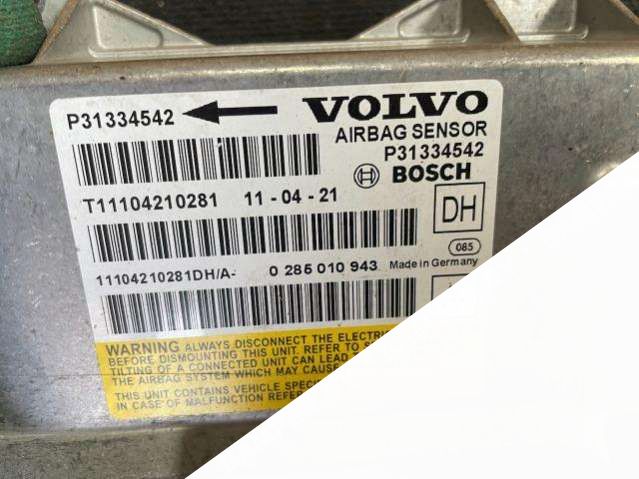 P31334542 VOLVO
AIRBAG SENSOR
P31334542
BOSCH
T11104210281 11-04-21
DH
085
11104210281DH/A- 0 285 010 943 Made in Germany
WARNING ALWAYS DISCONNECT THE
BEFORE DISMOUNTING THIS UNIT. REFER TO
TILTING OF A CONNECTED UNIT CAN LEAD
THE AIRBAG SYSTEM WHICH MAY CAUSE
THIS UNIT CONTAINS VEHICLE
IN CASE OF MALFUNCTION REFER